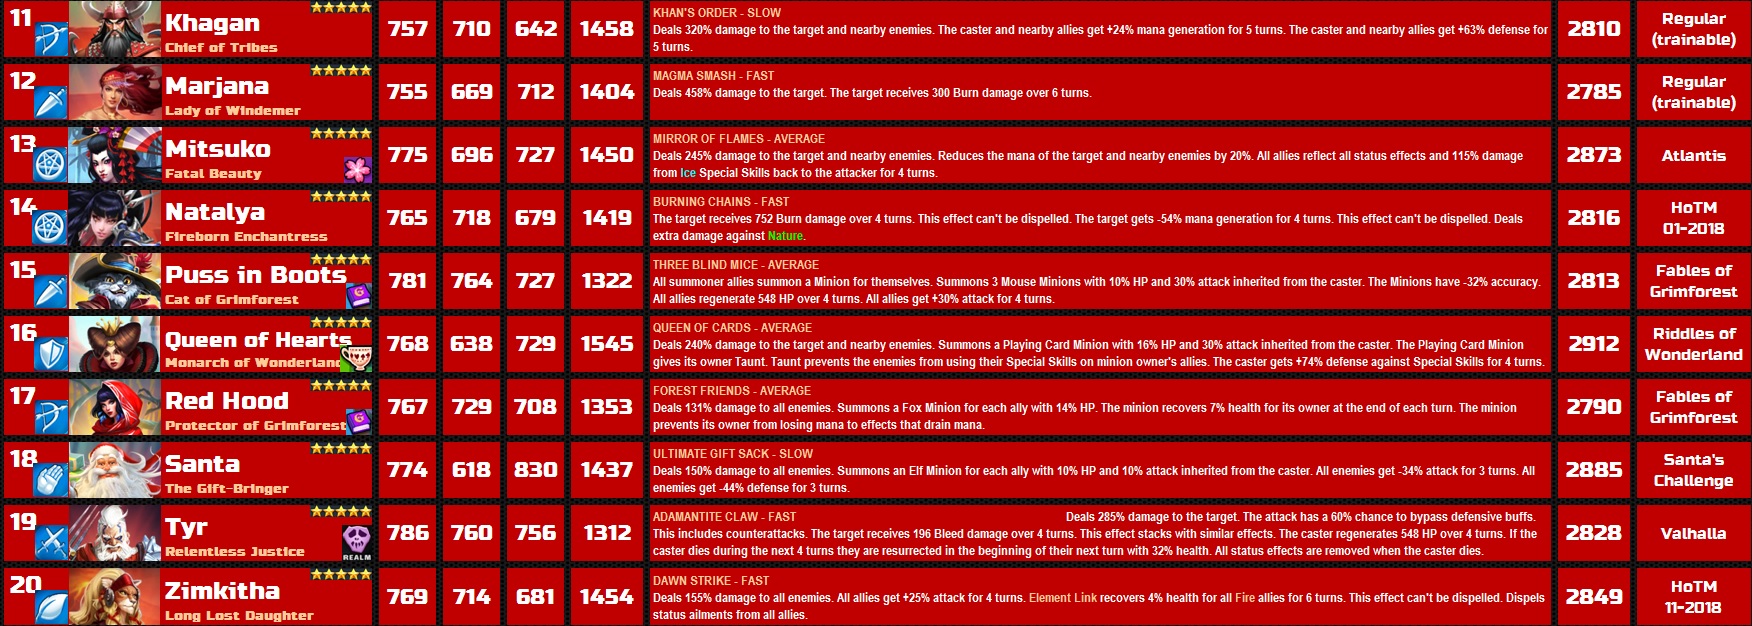 11 Khagan
Chief of Tribes
757 710 642 1458
KHAN'S ORDER - SLOW
Deals 320% damage to the target and nearby enemies. The caster and nearby allies get +24% mana generation for 5 turns. The caster and nearby allies get +63% defense for
5 turns.
2810
Regular
(trainable)
12 Marjana
Lady of Windemer
755 669 712 1404
MAGMA SMASH - FAST
Deals 458% damage to the target. The target receives 300 Burn damage over 6 turns.
2785
Regular
(trainable)
13 Mitsuko
Fatal Beauty
775 696 727 1450
MIRROR OF FLAMES - AVERAGE
Deals 245% damage to the target and nearby enemies. Reduces the mana of the target and nearby enemies by 20%. All allies reflect all status effects and 115% damage
from Ice Special Skills back to the attacker for 4 turns.
2873
Atlantis
14 Natalya
Fireborn Enchantress
765 718 679 1419
BURNING CHAINS - FAST
The target receives 752 Burn damage over 4 turns. This effect can't be dispelled. The target gets -54% mana generation for 4 turns. This effect can't be dispelled. Deals
extra damage against Nature.
2816
HoTM
01-2018
15 Puss in Boots
Cat of Grimforest
G
781 764 727 1322
THREE BLIND MICE - AVERAGE
All summoner allies summon a Minion for themselves. Summons 3 Mouse Minions with 10% HP and 30% attack inherited from the caster. The Minions have -32% accuracy.
All allies regenerate 548 HP over 4 turns. All allies get +30% attack for 4 turns.
2813
Fables of
Grimforest
16 Queen of Hearts
Monarch of Wonderland
768 638 729 1545
QUEEN OF CARDS - AVERAGE
Deals 240% damage to the target and nearby enemies. Summons a Playing Card Minion with 16% HP and 30% attack inherited from the caster. The Playing Card Minion
gives its owner Taunt. Taunt prevents the enemies from using their Special Skills on minion owner's allies. The caster gets +74% defense against Special Skills for 4 turns.
2912
Riddles of
Wonderland
17 Red Hood
Protector of Grimforest
G
767 729 708 1353
FOREST FRIENDS - AVERAGE
Deals 131% damage to all enemies. Summons a Fox Minion for each ally with 14% HP. The minion recovers 7% health for its owner at the end of each turn. The minion
prevents its owner from losing mana to effects that drain mana.
2790
Fables of
Grimforest
18 Santa
The Gift-Bringer
774 618 830 1437
ULTIMATE GIFT SACK - SLOW
Deals 150% damage to all enemies. Summons an Elf Minion for each ally with 10% HP and 10% attack inherited from the caster. All enemies get -34% attack for 3 turns. All
enemies get -44% defense for 3 turns.
2885
Santa's
Challenge
19 Tyr
Relentless Justice
REALM
786 760 756 1312
ADAMANTITE CLAW - FAST Deals 285% damage to the target. The attack has a 60% chance to bypass defensive buffs.
This includes counterattacks. The target receives 196 Bleed damage over 4 turns. This effect stacks with similar effects. The caster regenerates 548 HP over 4 turns. If the
caster dies during the next 4 turns they are resurrected in the beginning of their next turn with 32% health. All status effects are removed when the caster dies.
2828
Valhalla
20 Zimkitha
Long Lost Daughter
769 714 681 1454
DAWN STRIKE - FAST
Deals 155% damage to all enemies. All allies get +25% attack for 4 turns. Element Link recovers 4% health for all Fire allies for 6 turns. This effect can't be dispelled. Dispels
status ailments from all allies.
2849
HoTM
11-2018